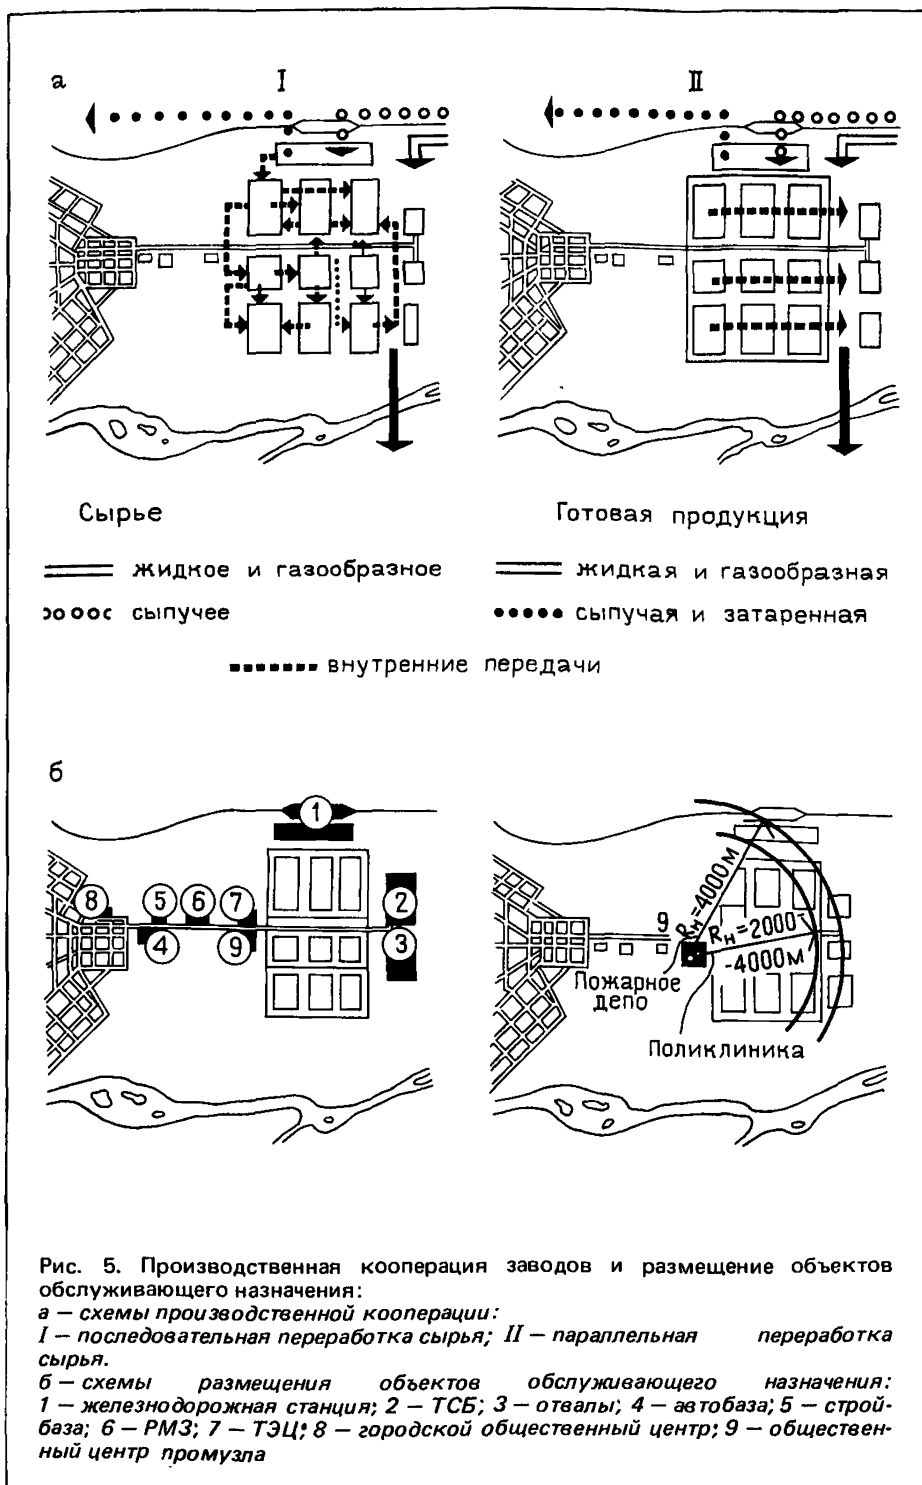 а
I II
Сырье Готовая продукция
жидкое и газообразное жидкая и газообразная
сыпучее сыпучая и затаренная
внутренние передачи
б
1
8 5 6 7 2
4 9 3
9 Rн=4000м
Rн=2000-
-4000м
Пожарное
депо
Поликлиника
Рис. 5. Производственная кооперация заводов и размещение объектов
обслуживающего назначения:
а — схемы производственной кооперации:
I — последовательная переработка сырья; II — параллельная переработка
сырья.
б — схемы размещения объектов обслуживающего назначения:
1 — железнодорожная станция; 2 — ТСБ; 3 — отвалы; 4 — автобаза; 5 — строй-
база; 6 — РМЗ; 7 — ТЭЦ; 8 — городской общественный центр; 9 — обществен-
ный центр промузла